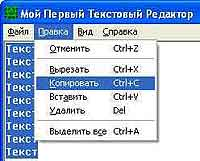 Мой Первый Текстовый Редактор
Файл Правка Вид Справка
Отменить Ctrl+Z
Вырезать Ctrl+X
Копировать Ctrl+C
Вставить Ctrl+V
Удалить Del
Выделить все Ctrl+A
Текст
Текст
Текст
Текст
Текст
Текст
Текст
Текст